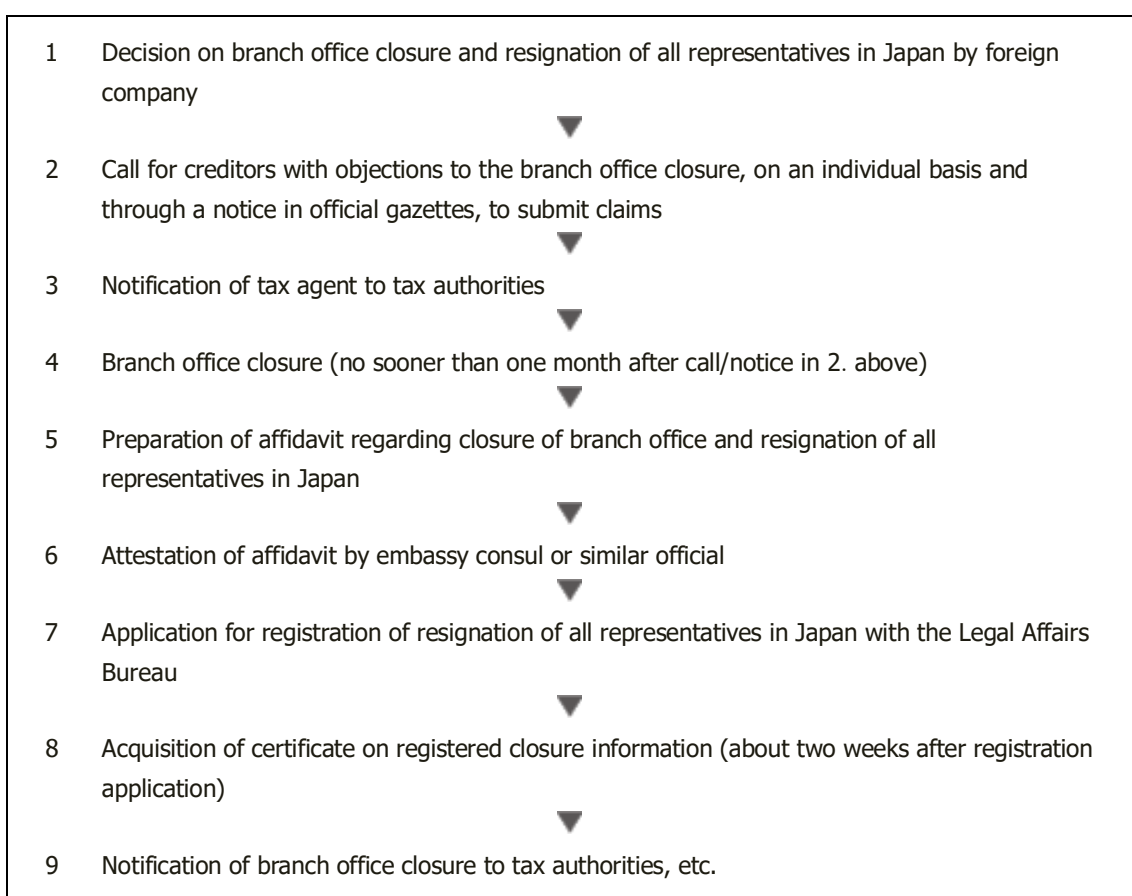 1 Decision on branch office closure and resignation of all representatives in Japan by foreign
company
2 Call for creditors with objections to the branch office closure, on an individual basis and
through a notice in official gazettes, to submit claims
3 Notification of tax agent to tax authorities
4 Branch office closure (no sooner than one month after call/notice in 2. above)
5 Preparation of affidavit regarding closure of branch office and resignation of all
representatives in Japan
6 Attestation of affidavit by embassy consul or similar official
7 Application for registration of resignation of all representatives in Japan with the Legal Affairs
Bureau
8 Acquisition of certificate on registered closure information (about two weeks after registration
application)
9 Notification of branch office closure to tax authorities, etc.